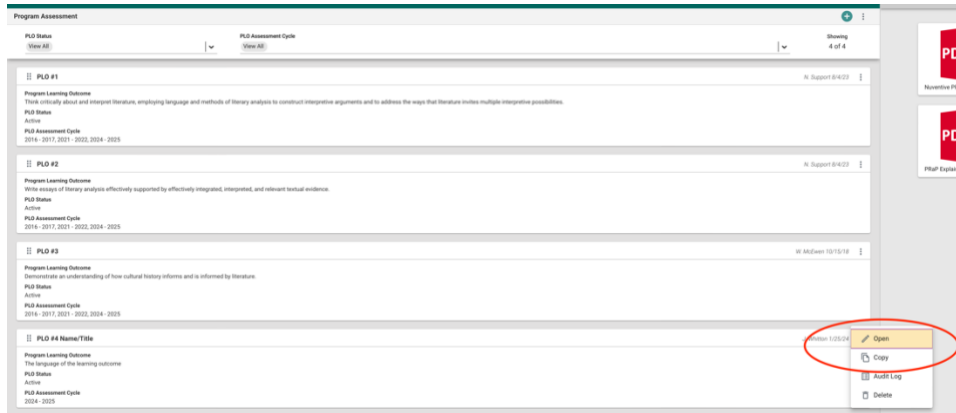 Program Assessment
PLO Status
View All
PLO Assessment Cycle
View All
Showing
4 of 4
PLO #1
N. Support 8/4/23
Program Learning Outcome
Think critically about and interpret literature, employing language and methods of literary analysis to construct interpretive arguments and to address the ways that literature invites multiple interpretive possibilities.
PLO Status
Active
PLO Assessment Cycle
2016 - 2017, 2021 - 2022, 2024 - 2025
PLO #2
N. Support 8/4/23
Program Learning Outcome
Write essays of literary analysis effectively supported by effectively integrated, interpreted, and relevant textual evidence.
PLO Status
Active
PLO Assessment Cycle
2016 - 2017, 2021 - 2022, 2024 - 2025
PLO #3
W. McEwen 10/15/18
Program Learning Outcome
Demonstrate an understanding of how cultural history informs and is informed by literature.
PLO Status
Active
PLO Assessment Cycle
2016 - 2017, 2021 - 2022, 2024 - 2025
PLO #4 Name/Title
1/25/24
Program Learning Outcome
The language of the learning outcome
PLO Status
Active
PLO Assessment Cycle
2024 - 2025
Open
Copy
Audit Log
Delete
PD
Nuventive Pl
PD
PRaP Explai